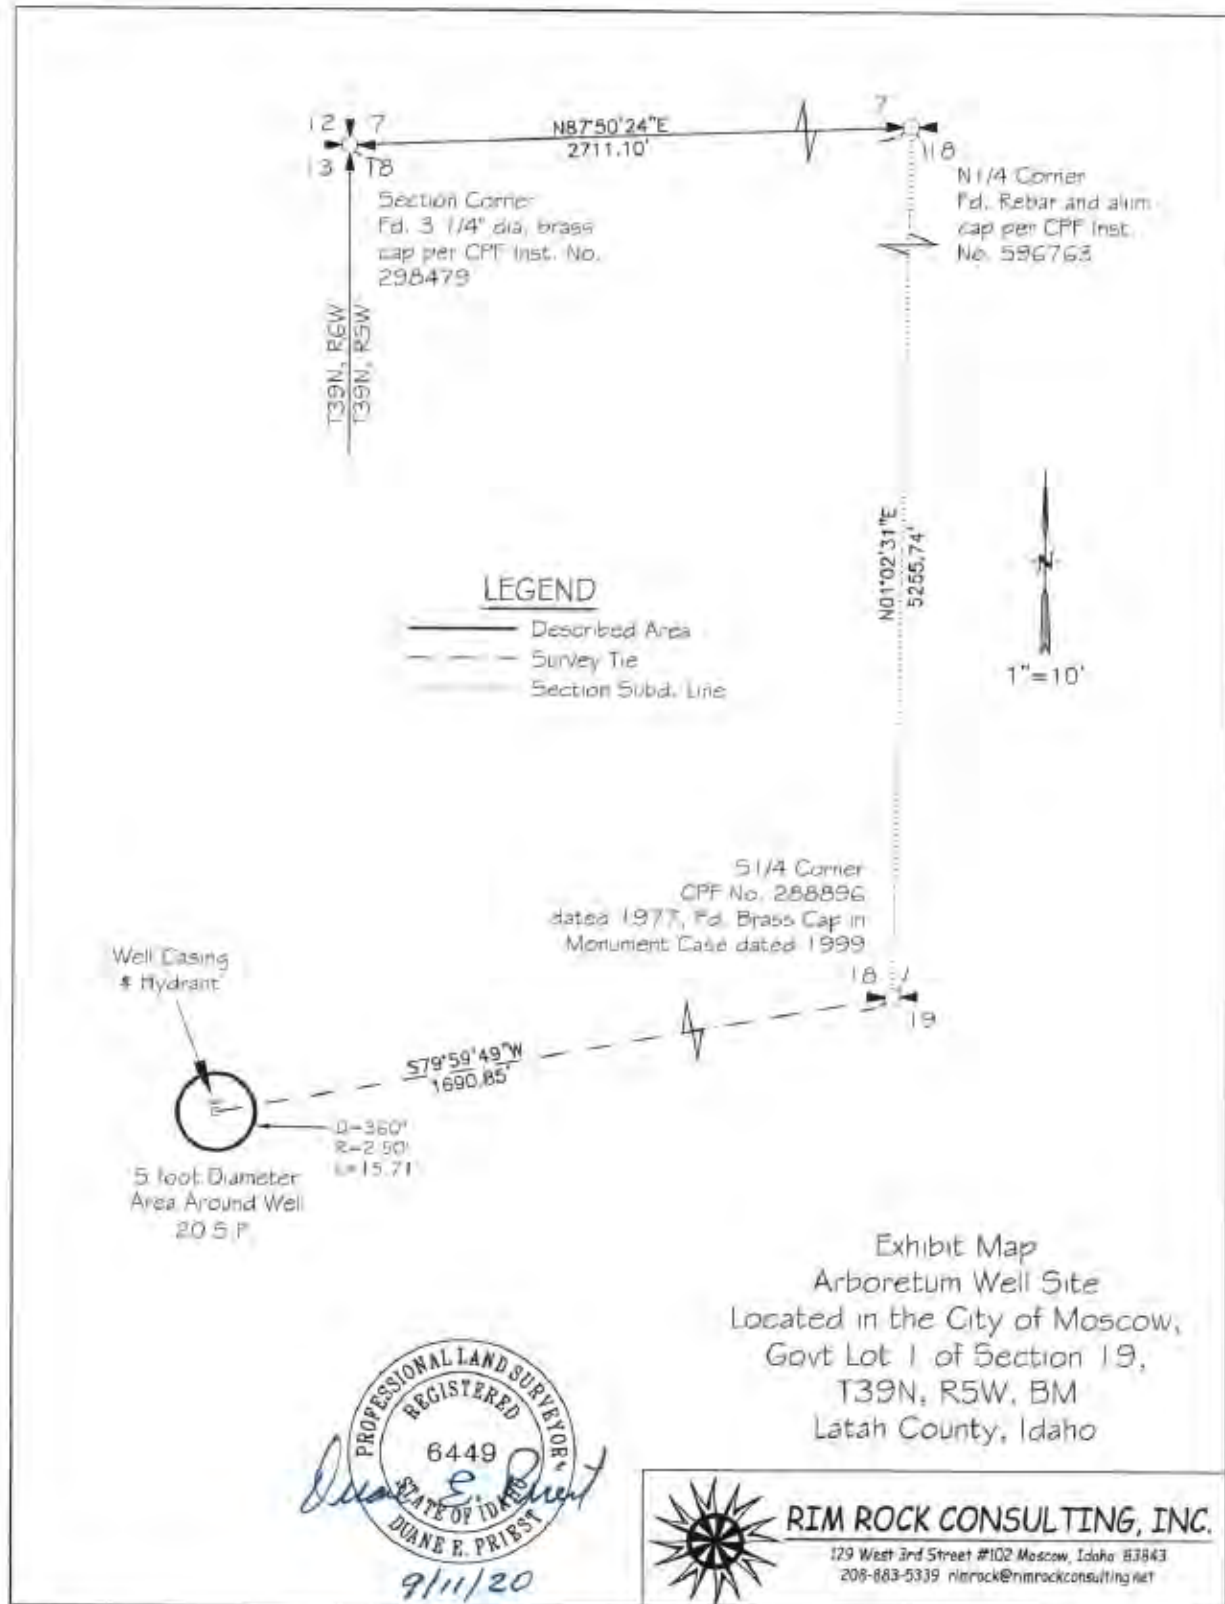 12 7
13 18
N87°50'24"E
2711.10'
7
18
Section Corner
Fd. 3 1/4" dia. brass
cap per CPF Inst. No.
298479
N1/4 Corner
Fd. Rebar and alum
cap per CPF Inst.
No. 596763
T39N, R6W
T39N, R5W
N01°02'31"E
5255.74'
N
1"=10'
LEGEND
Described Area
Survey Tie
Section Subd. Line
S1/4 Corner
CPF No. 288896
dated 1977, Fd. Brass Cap in
Monument Case dated 1999
18
19
Well Casing
& Hydrant
S79°59'49"W
1690.85'
D=360°
R=2.50'
L=15.71'
5 foot Diameter
Area Around Well
20 S.F.
Exhibit Map
Arboretum Well Site
Located in the City of Moscow,
Govt Lot 1 of Section 19,
T39N, R5W, BM
Latah County, Idaho
PROFESSIONAL LAND SURVEYOR
REGISTERED
6449
STATE OF IDAHO
DUANE E. PRIEST
Duane E. Priest
9/11/20
RIM ROCK CONSULTING, INC.
129 West 3rd Street #102 Moscow, Idaho 83843
208-883-5339 rimrock@rimrockconsulting.net